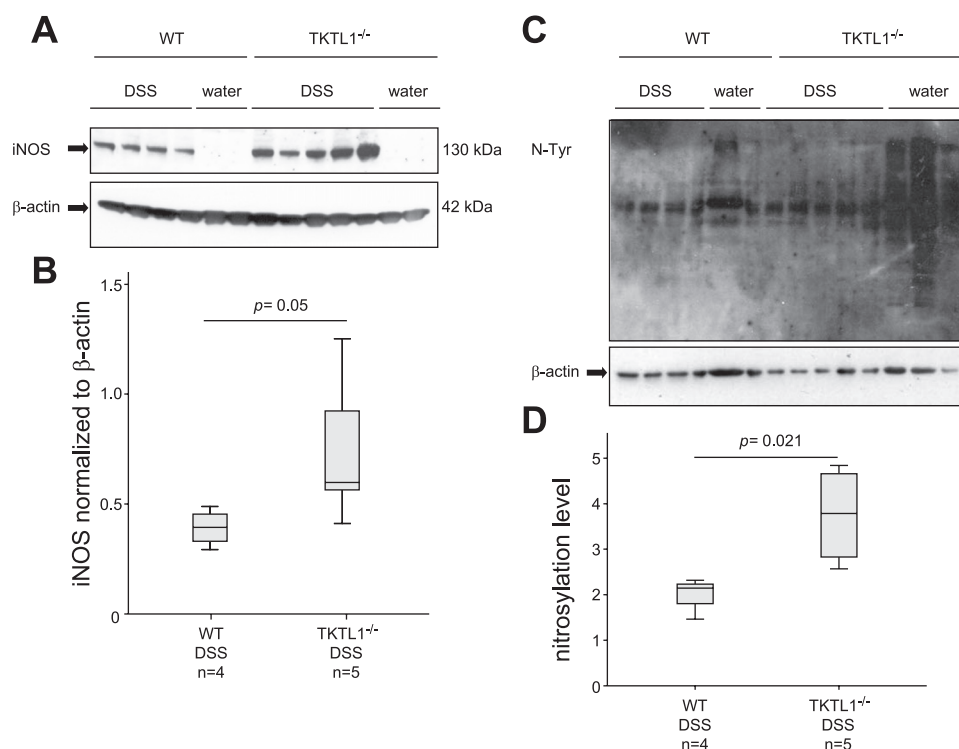 A
WT
TKTL1-/-
DSS
water
DSS
water
iNOS
130 kDa
β-actin
42 kDa
B
iNOS normalized to β-actin
1.5
1.0
0.5
0
p= 0.05
WT
DSS
n=4
TKTL1-/-
DSS
n=5
C
WT
TKTL1-/-
DSS
water
DSS
water
N-Tyr
β-actin
D
nitrosylation level
5
4
3
2
1
0
p= 0.021
WT
DSS
n=4
TKTL1-/-
DSS
n=5